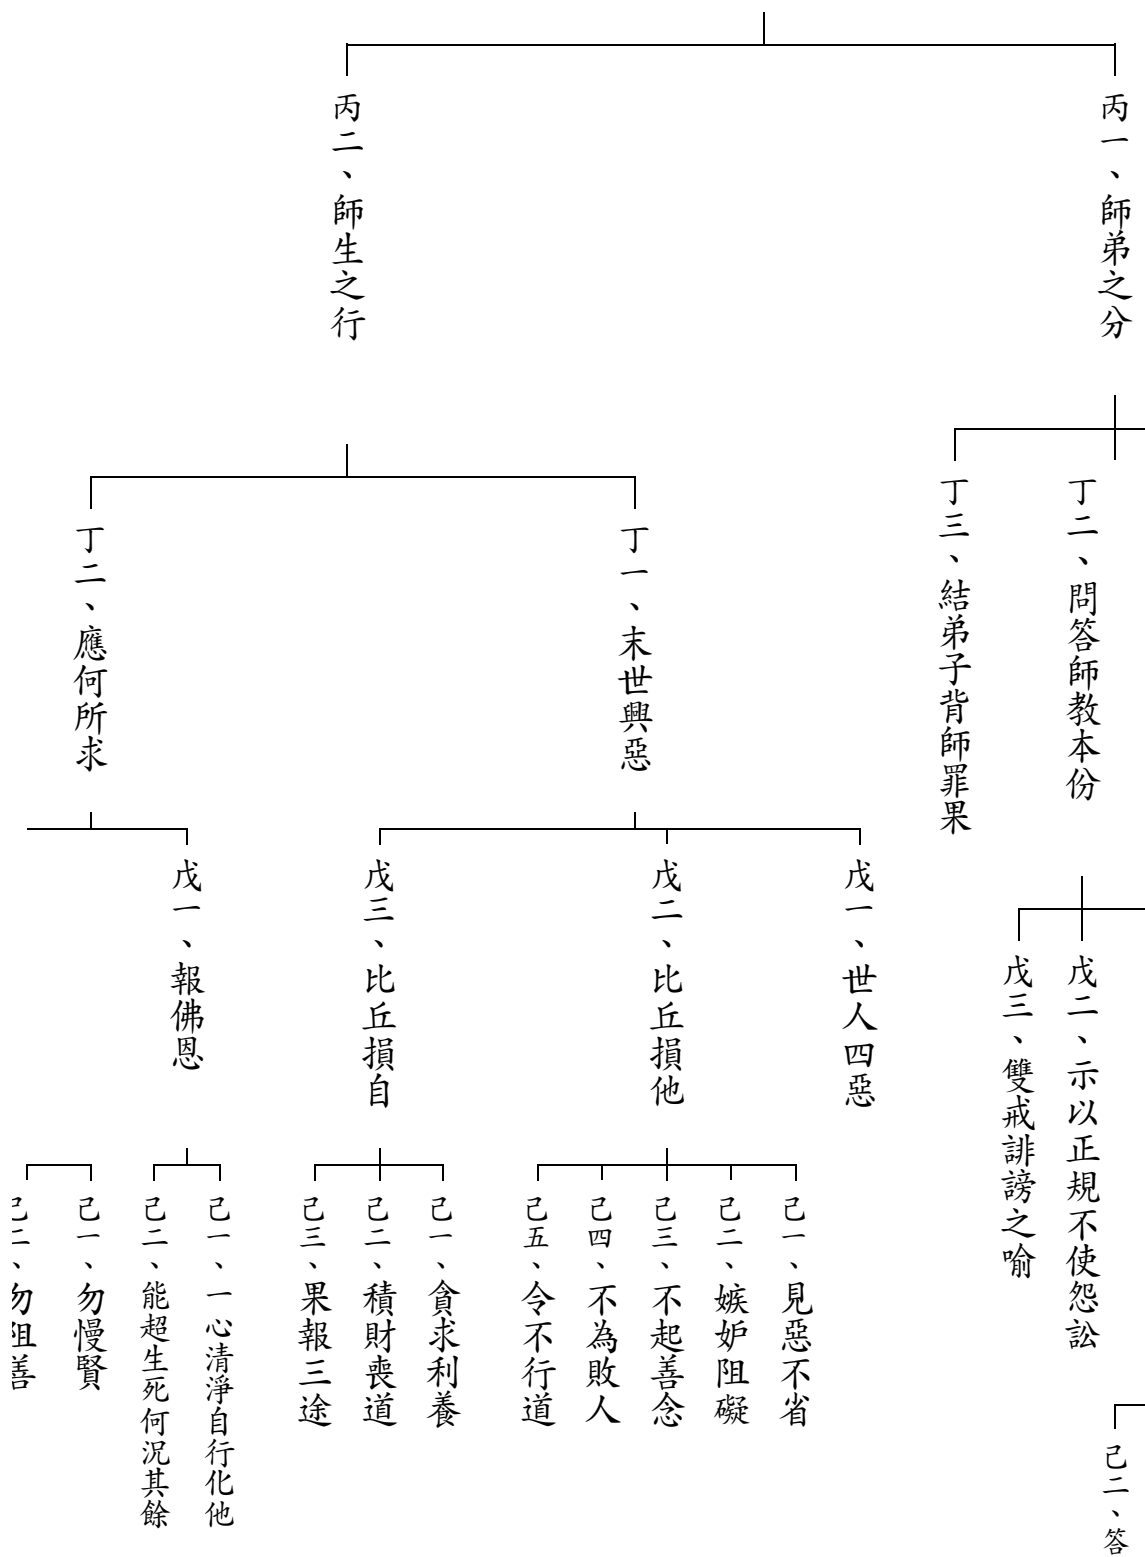 丙一、師弟之分
丙二、師生之行
丁二、問答師教本份
丁三、結弟子背師罪果
丁一、末世興惡
丁二、應何所求
戊二、示以正規不使怨訟
戊三、雙戒誹謗之喻
戊一、世人四惡
戊二、比丘損他
戊三、比丘損自
戊一、報佛恩
己二、答
己一、見惡不省
己二、嫉妒阻礙
己三、不起善念
己四、不為敗人
己五、令不行道
己一、貪求利養
己二、積財喪道
己三、果報三途
己一、一心清淨自行化他
己二、能超生死何況其餘
己一、勿慢賢
己二、勿阻善